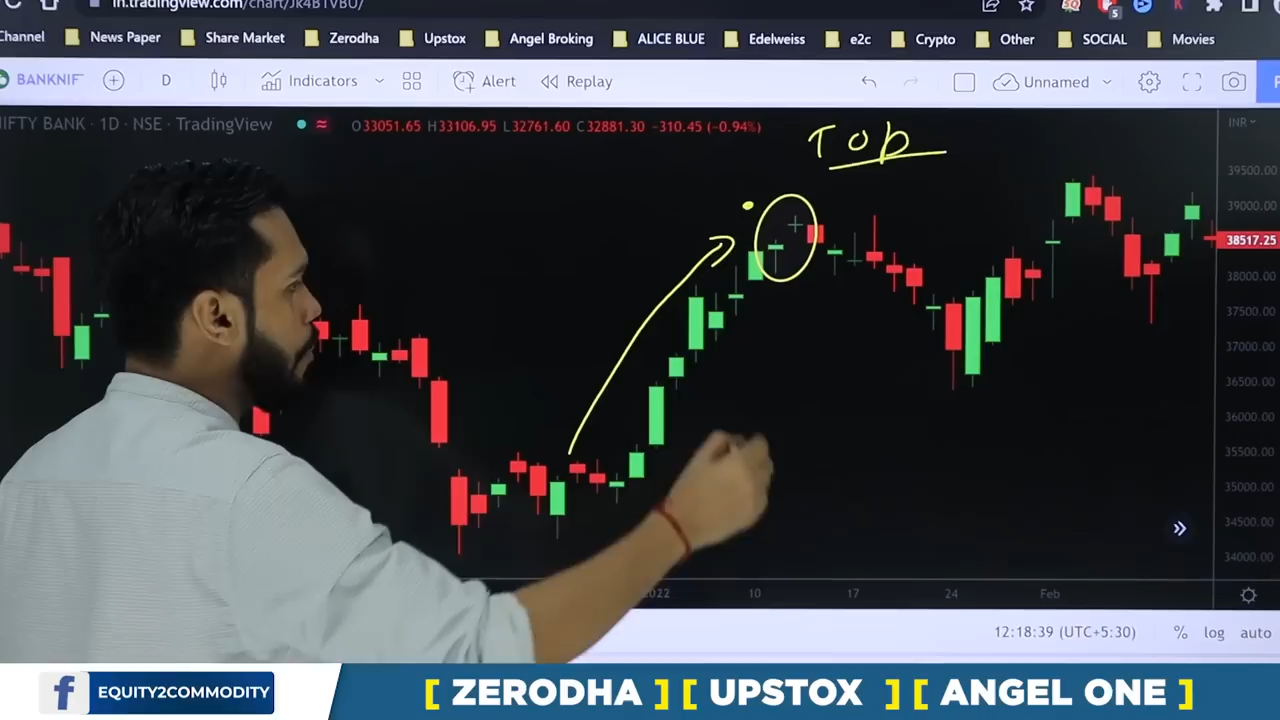 in.tradingview.com/chart/Jk4B1VBU/
5
Channel News Paper Share Market Zerodha Upstox Angel Broking ALICE BLUE Edelweiss e2c Crypto Other SOCIAL Movies
BANKNIF D Indicators Alert Replay Unnamed
IFTY BANK · 1D · NSE · TradingView O33051.65 H33106.95 L32761.60 C32881.30 -310.45 (-0.94%)
INR
TOP
39500.00
39000.00
38517.25
38000.00
37500.00
37000.00
36500.00
36000.00
35500.00
35000.00
34500.00
34000.00
2022 10 17 24 Feb
12:18:39 (UTC+5:30) % log auto
EQUITY2COMMODITY
[ ZERODHA ] [ UPSTOX ] [ ANGEL ONE ]